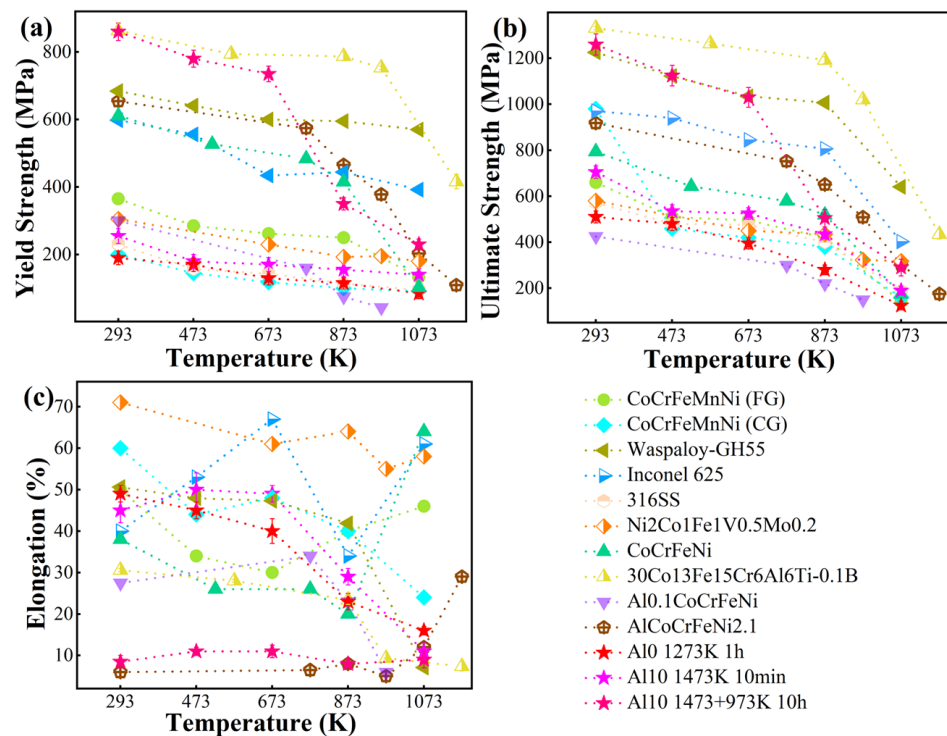 (a)
Yield Strength (MPa)
800
600
400
200
293 473 673 873 1073
Temperature (K)
(b)
Ultimate Strength (MPa)
1200
1000
800
600
400
200
293 473 673 873 1073
Temperature (K)
(c)
Elongation (%)
70
60
50
40
30
20
10
293 473 673 873 1073
Temperature (K)
CoCrFeMnNi (FG)
CoCrFeMnNi (CG)
Waspaloy-GH55
Inconel 625
316SS
Ni2Co1Fe1V0.5Mo0.2
CoCrFeNi
30Co13Fe15Cr6Al6Ti-0.1B
Al0.1CoCrFeNi
AlCoCrFeNi2.1
Al0 1273K 1h
Al10 1473K 10min
Al10 1473+973K 10h